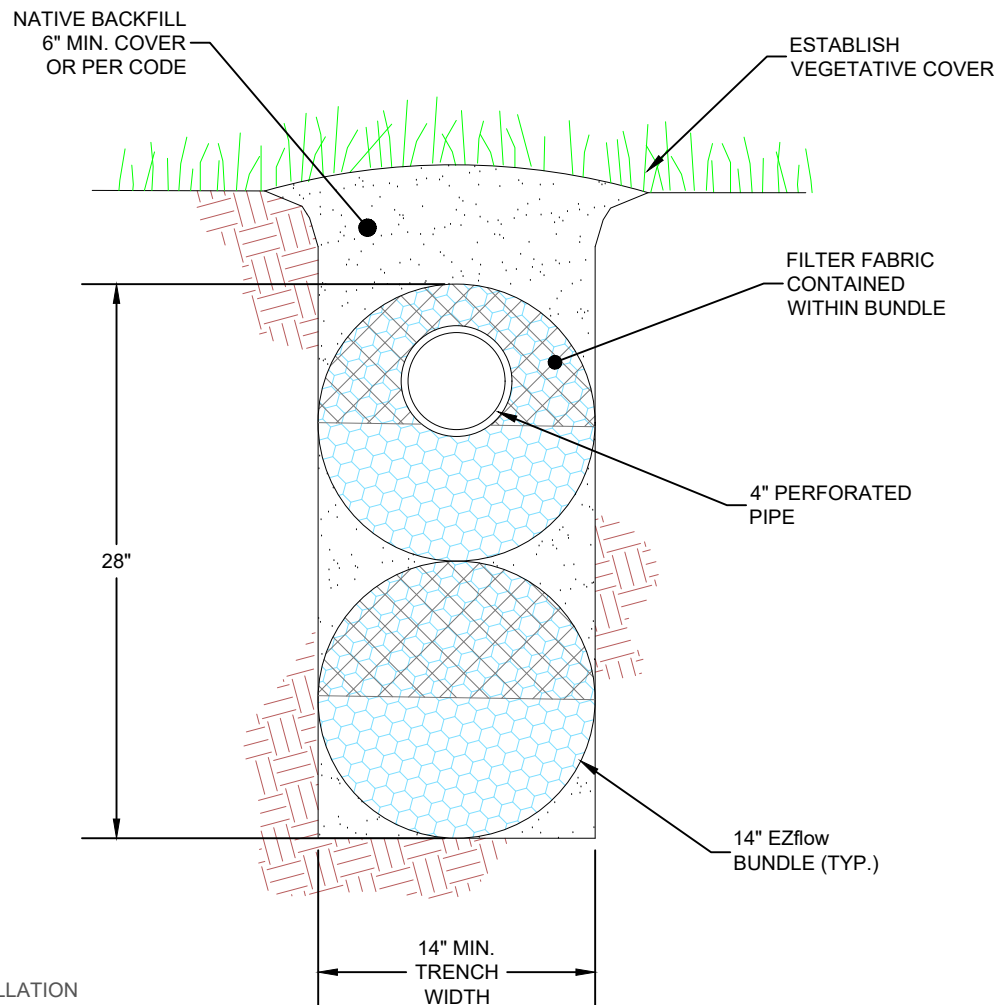 NATIVE BACKFILL
6" MIN. COVER
OR PER CODE
ESTABLISH
VEGETATIVE COVER
FILTER FABRIC
CONTAINED
WITHIN BUNDLE
4" PERFORATED
PIPE
28"
14" EZflow
BUNDLE (TYP.)
14" MIN.
TRENCH
WIDTH